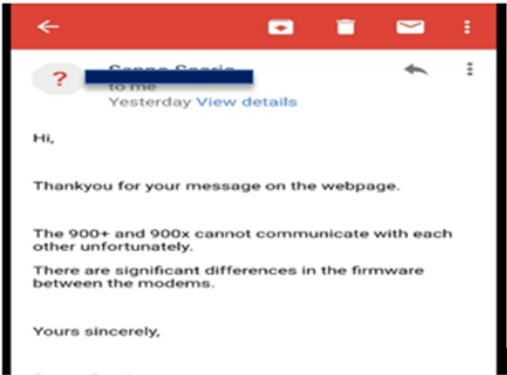 ?
to me
Yesterday View details
Hi,
Thankyou for your message on the webpage.
The 900+ and 900x cannot communicate with each
other unfortunately.
There are significant differences in the firmware
between the modems.
Yours sincerely,